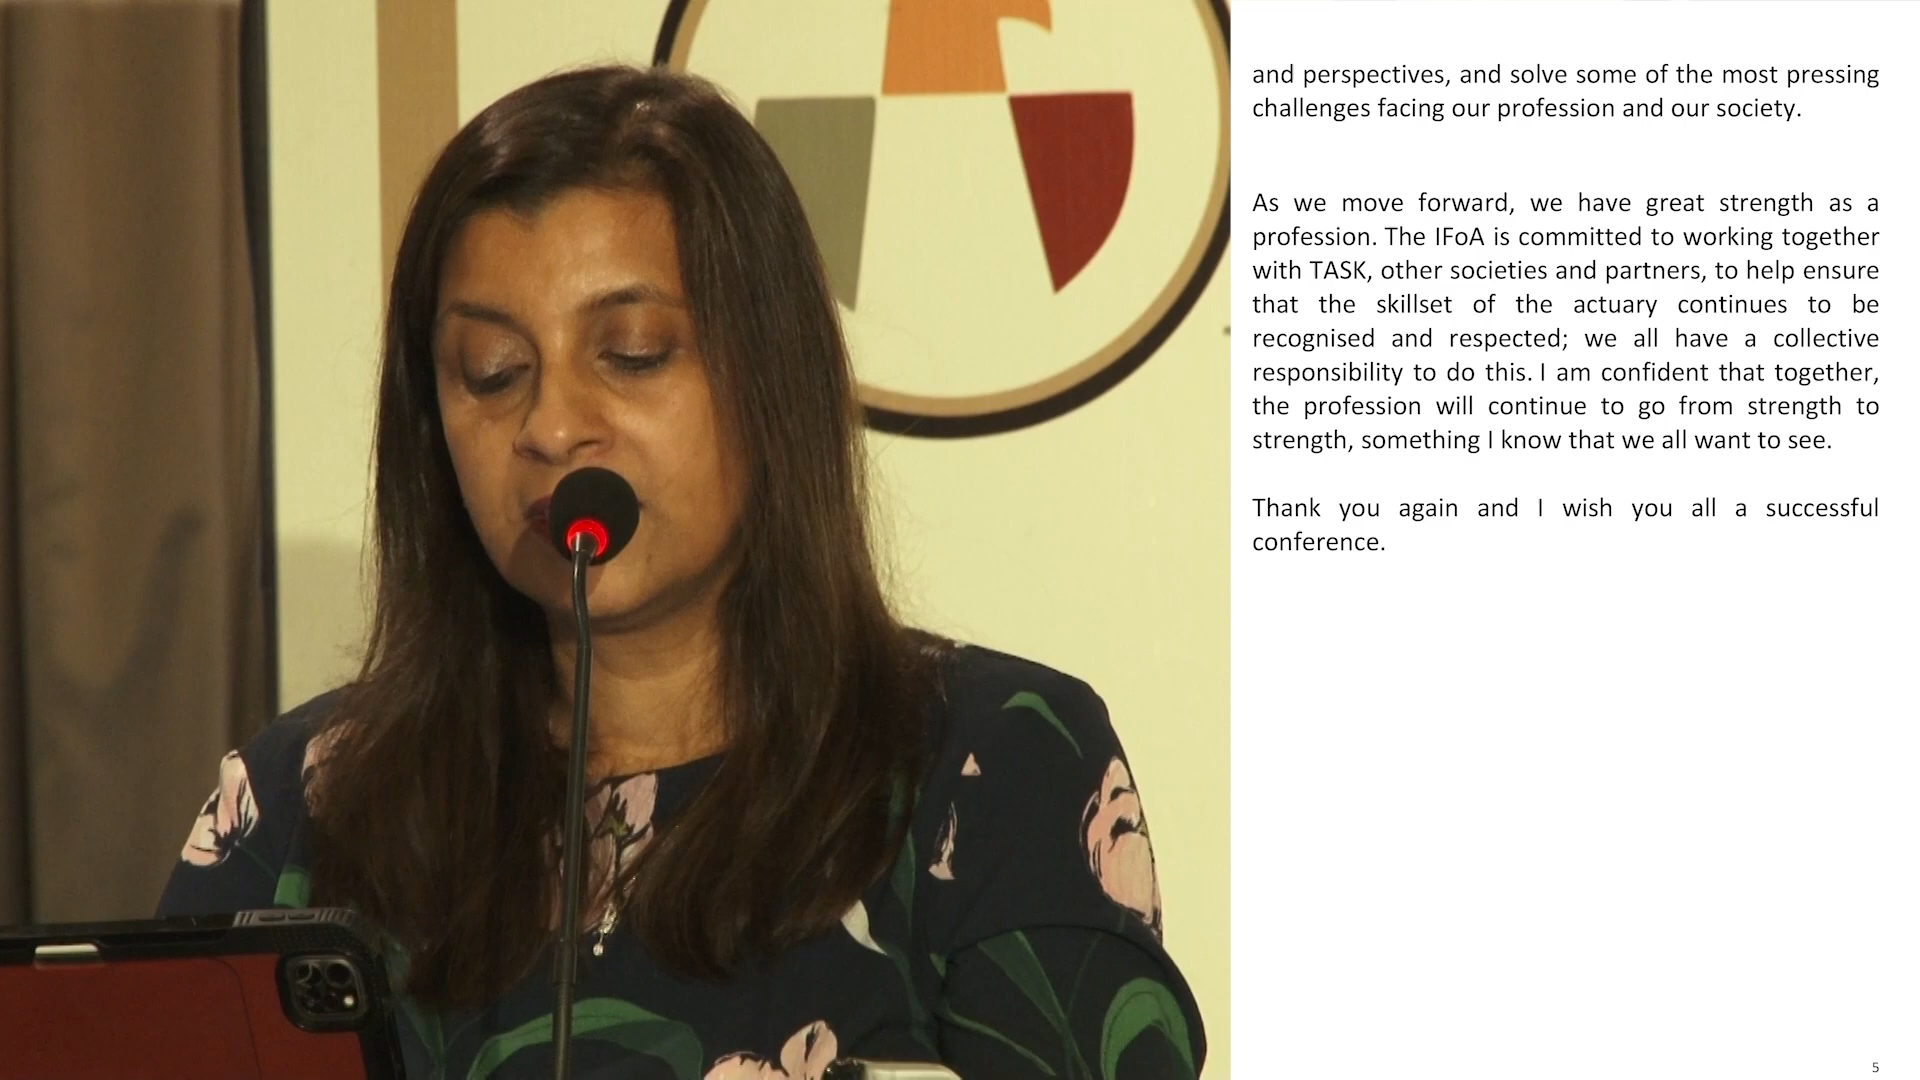 and perspectives, and solve some of the most pressing
challenges facing our profession and our society.
As we move forward, we have great strength as a
profession. The IFoA is committed to working together
with TASK, other societies and partners, to help ensure
that the skillset of the actuary continues to be
recognised and respected; we all have a collective
responsibility to do this. I am confident that together,
the profession will continue to go from strength to
strength, something I know that we all want to see.
Thank you again and I wish you all a successful
conference.
5